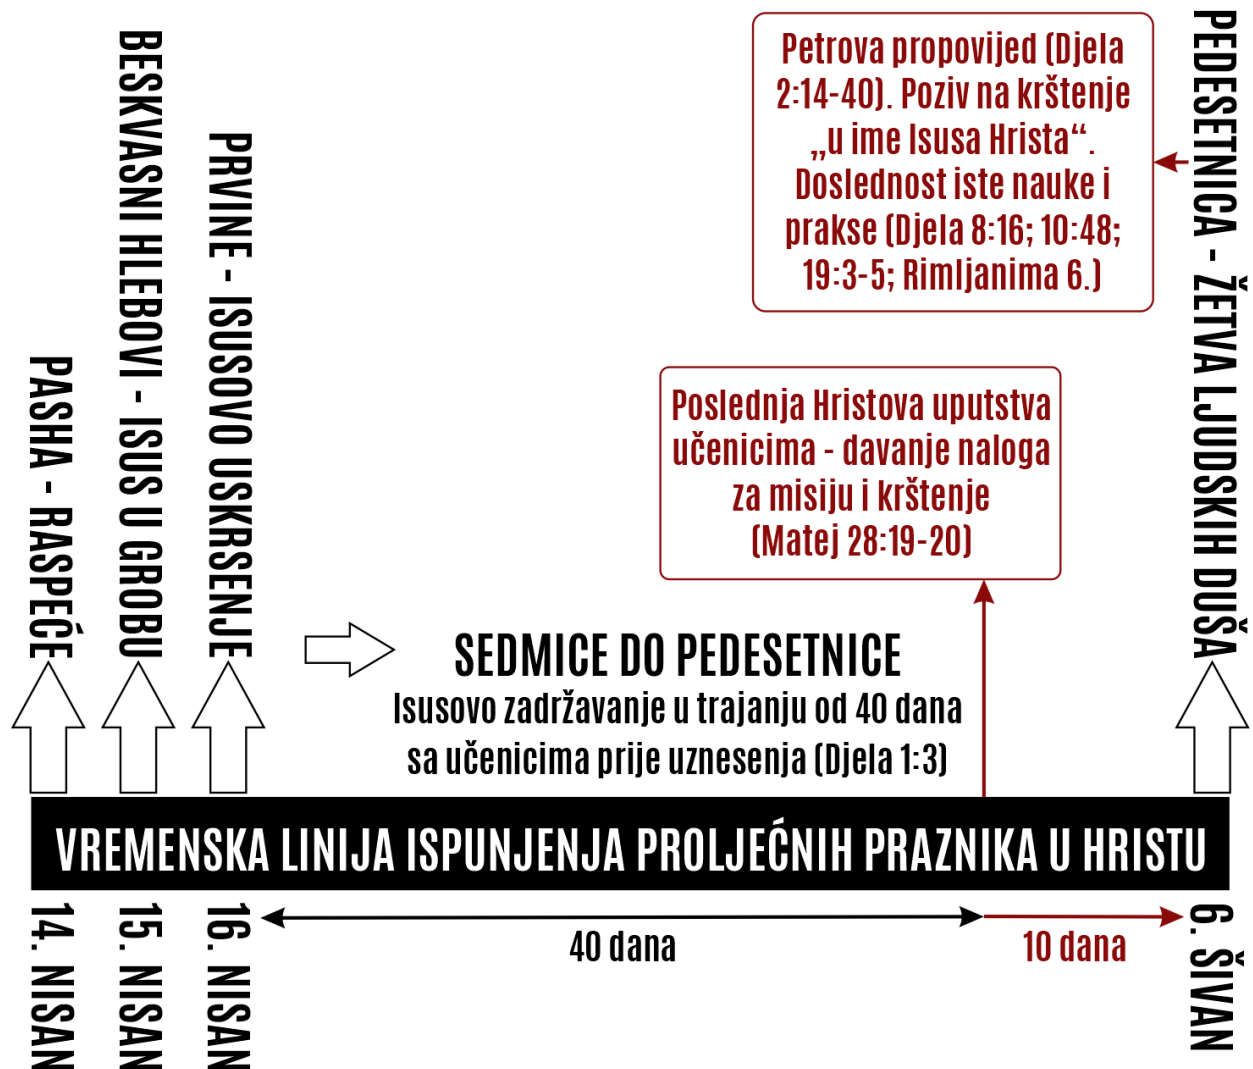 PASHA - RASPEĆE
BESKVASNI HLEBOVI - ISUS U GROBU
PRVINE - ISUSOVO USKRSENJE
Petrova propovijed (Djela
2:14-40). Poziv na krštenje
„u ime Isusa Hrista“.
Doslednost iste nauke i
prakse (Djela 8:16; 10:48;
19:3-5; Rimljanima 6.)
PEDESETNICA - ŽETVA LJUDSKIH DUŠA
Poslednja Hristova uputstva
učenicima - davanje naloga
za misiju i krštenje
(Matej 28:19-20)
SEDMICE DO PEDESETNICE
Isusovo zadržavanje u trajanju od 40 dana
sa učenicima prije uznesenja (Djela 1:3)
VREMENSKA LINIJA ISPUNJENJA PROLJEĆNIH PRAZNIKA U HRISTU
14. NISAN
15. NISAN
16. NISAN
40 dana
10 dana
6. ŠIVAN